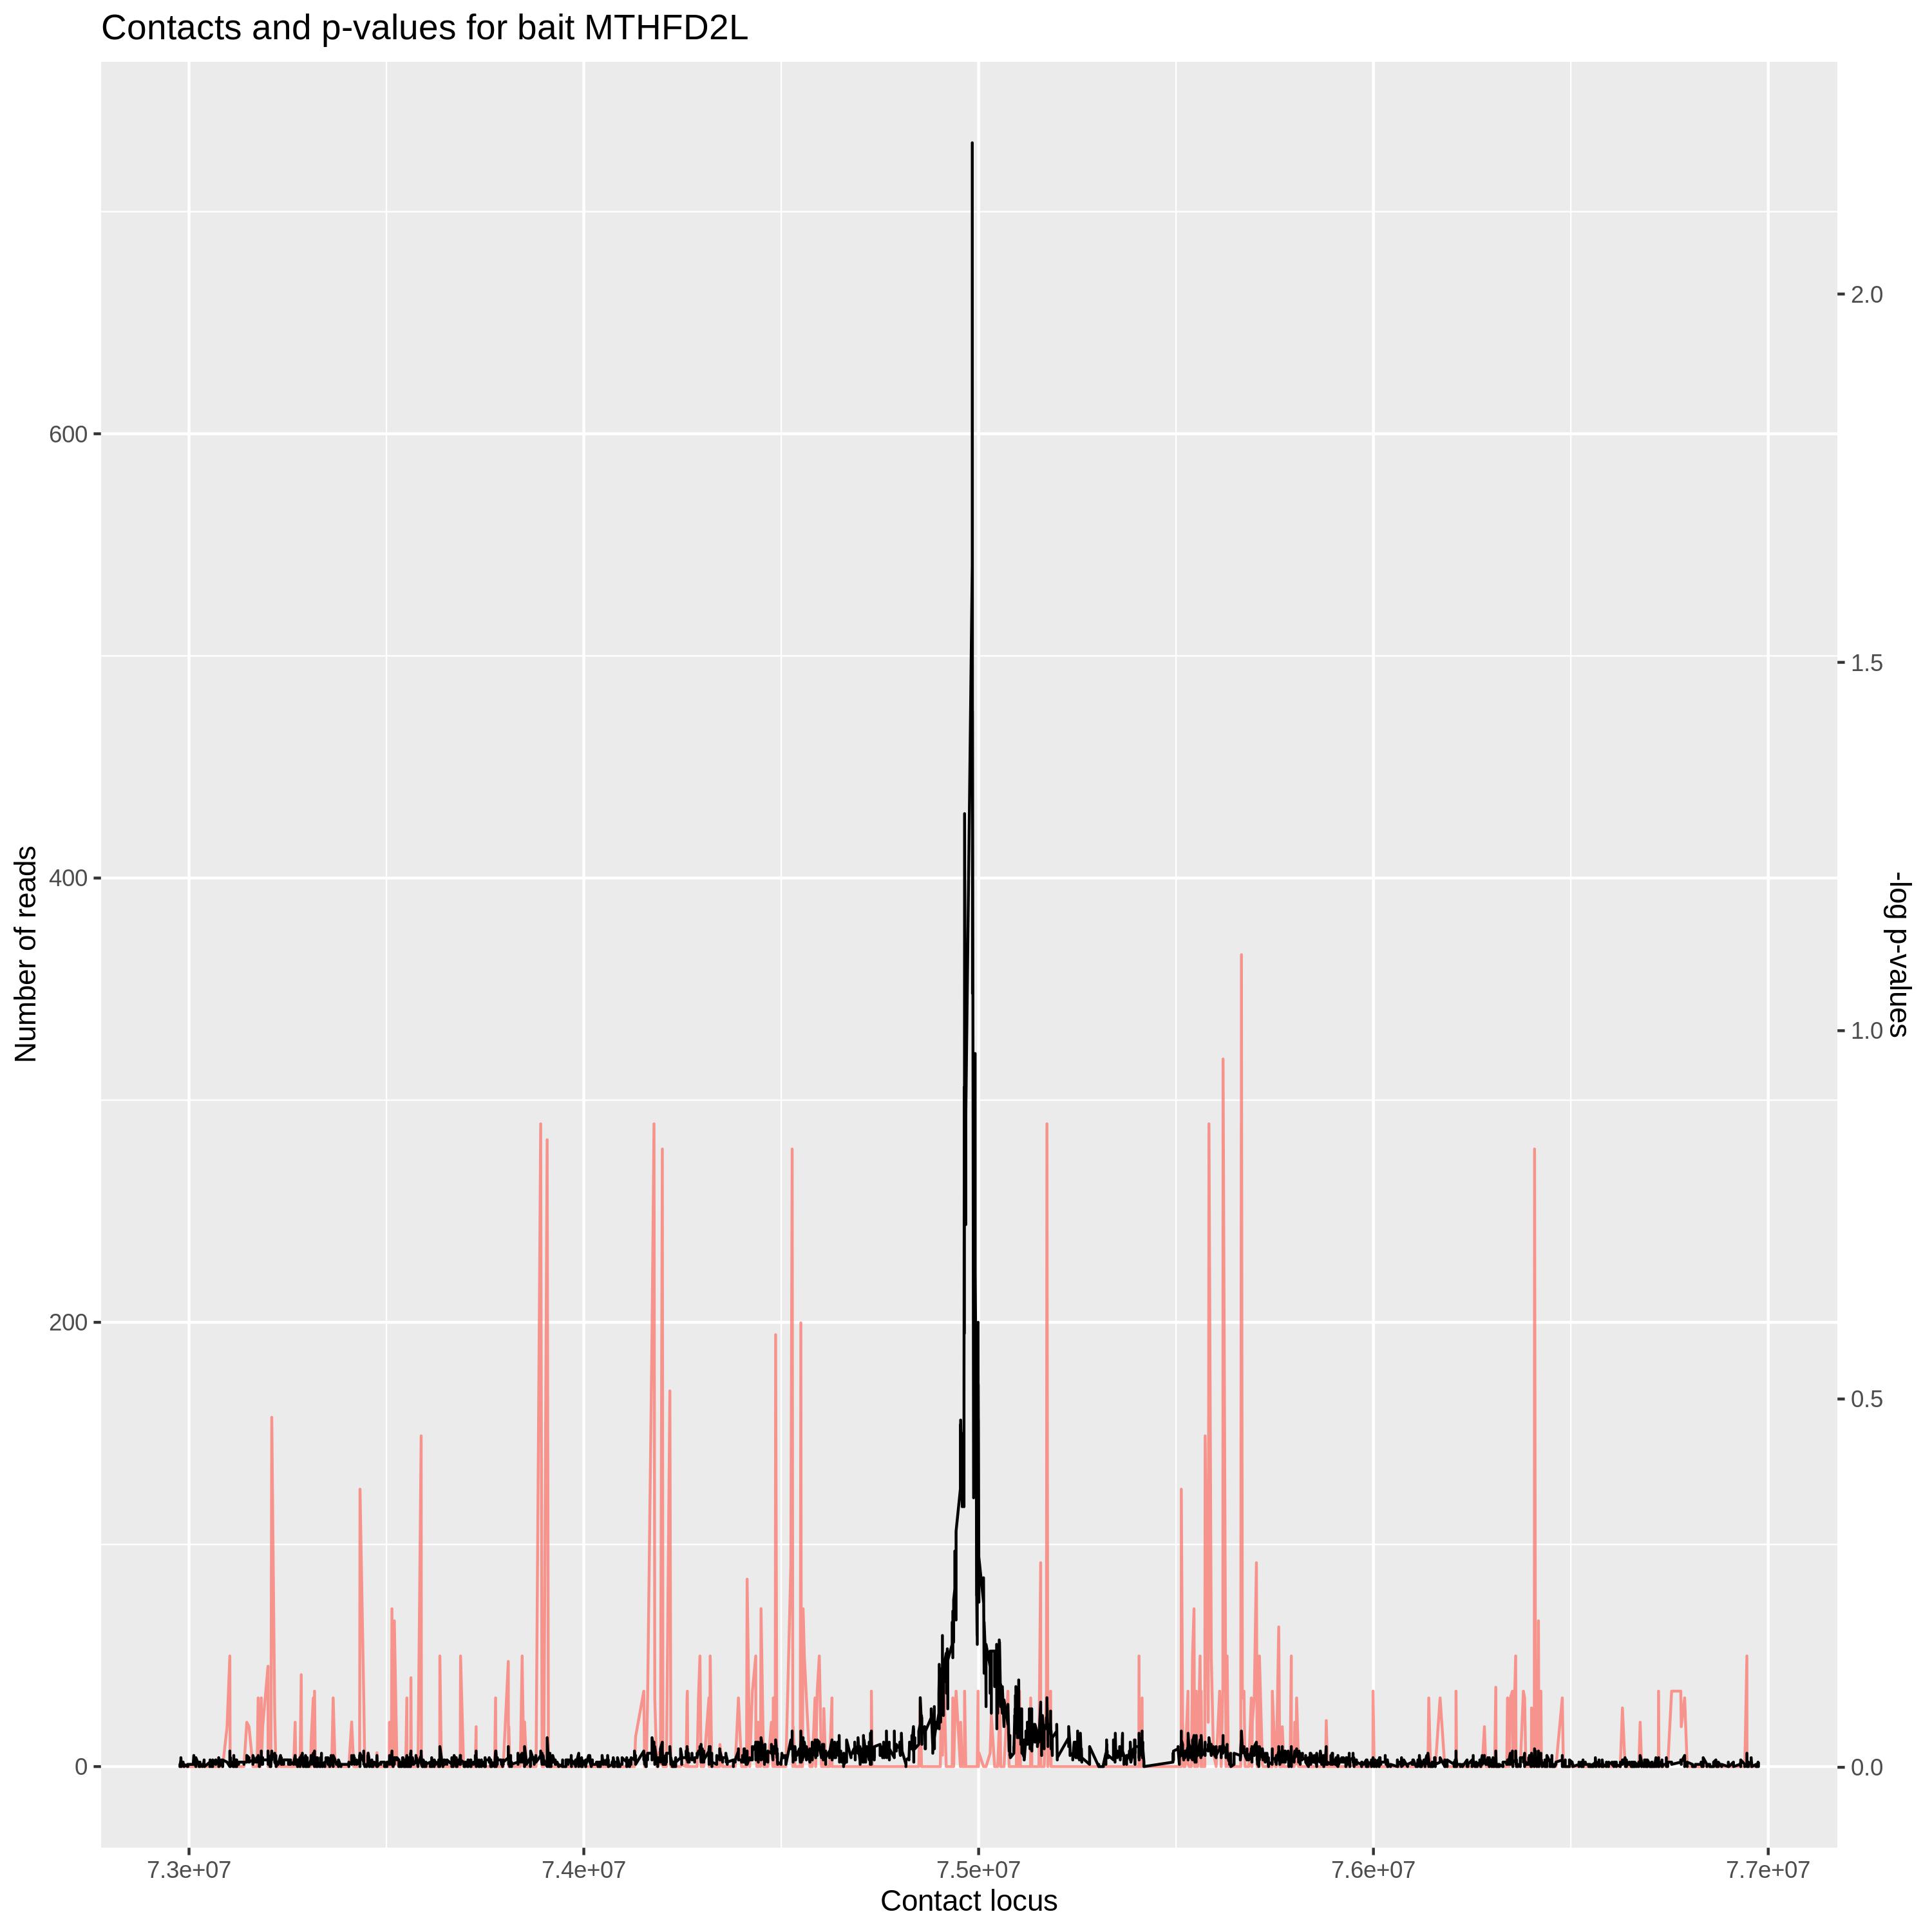 Contacts and p-values for bait MTHFD2L
Number of reads
600
400
200
0
2.0
1.5
1.0
0.5
0.0
-log p-values
7.3e+07 7.4e+07 7.5e+07 7.6e+07 7.7e+07
Contact locus